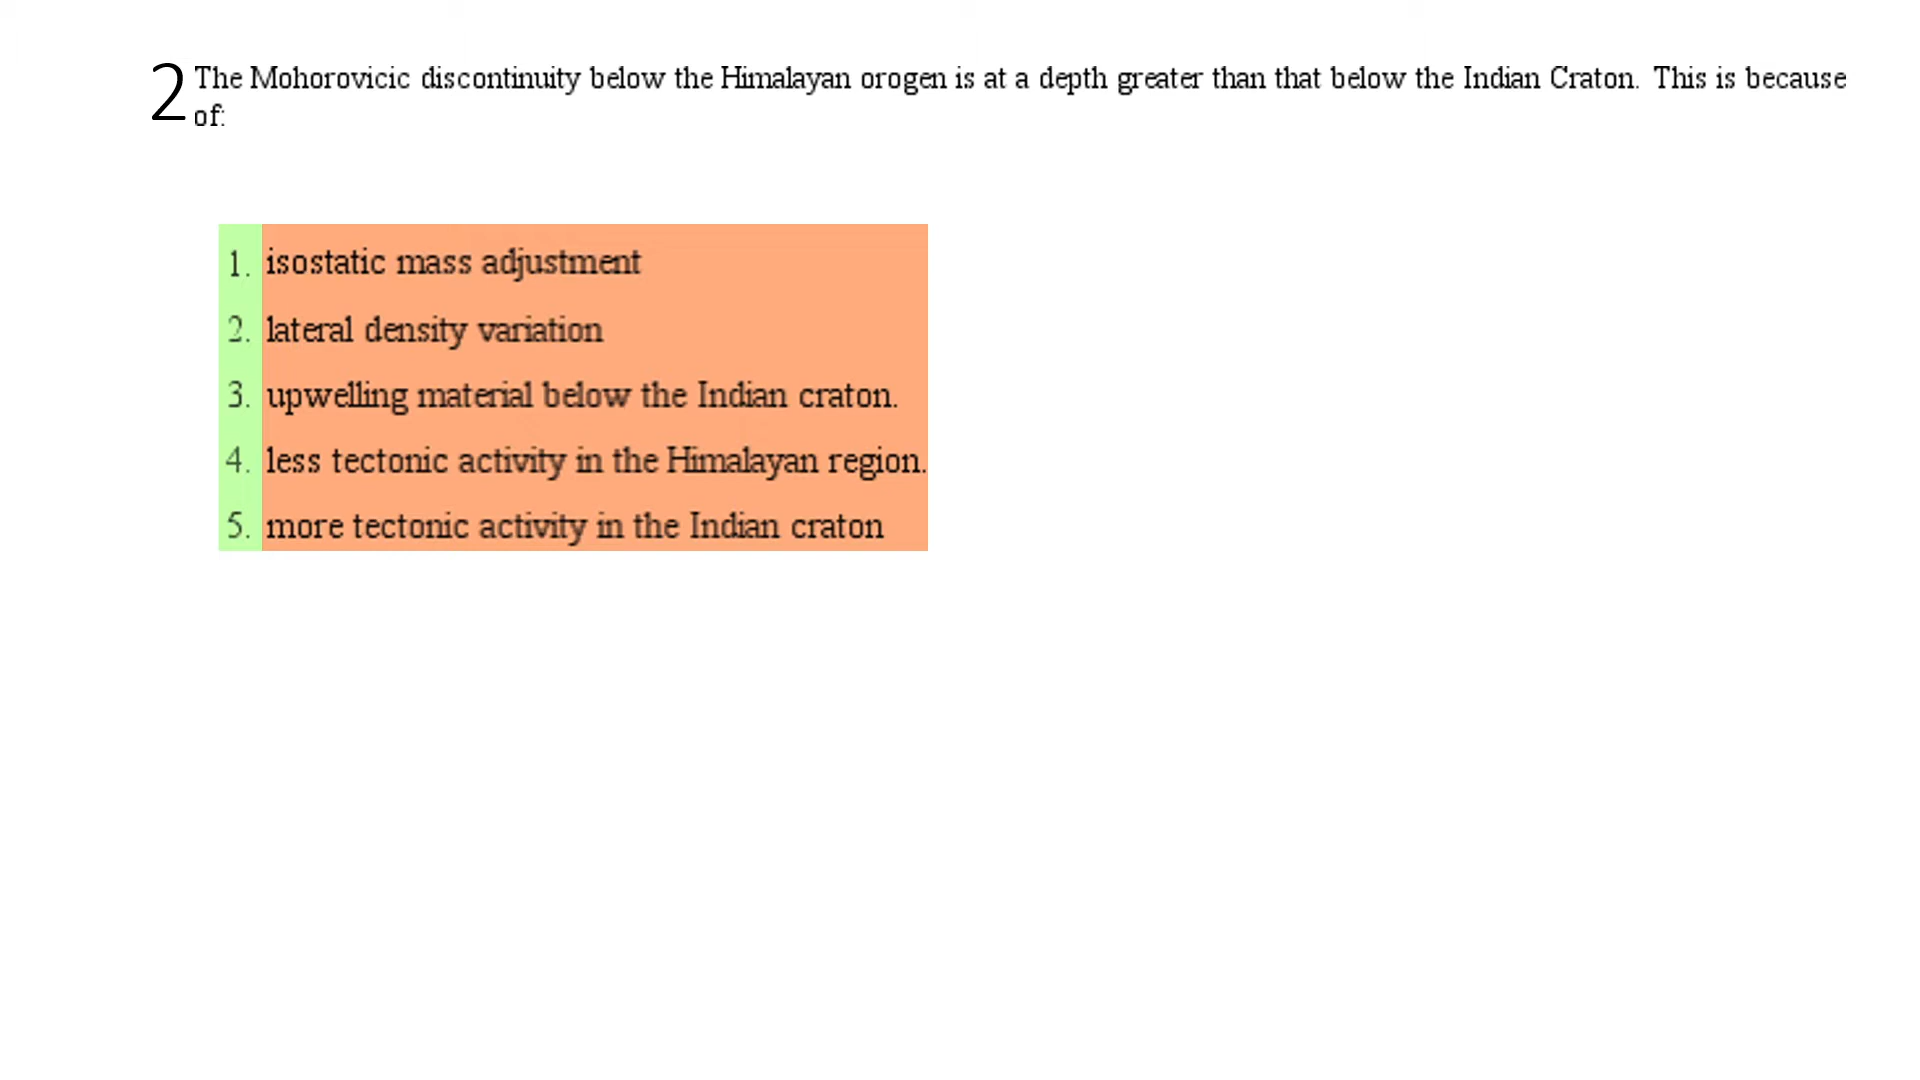 2 The Mohorovicic discontinuity below the Himalayan orogen is at a depth greater than that below the Indian Craton. This is because
of:
1. isostatic mass adjustment
2. lateral density variation
3. upwelling material below the Indian craton.
4. less tectonic activity in the Himalayan region.
5. more tectonic activity in the Indian craton